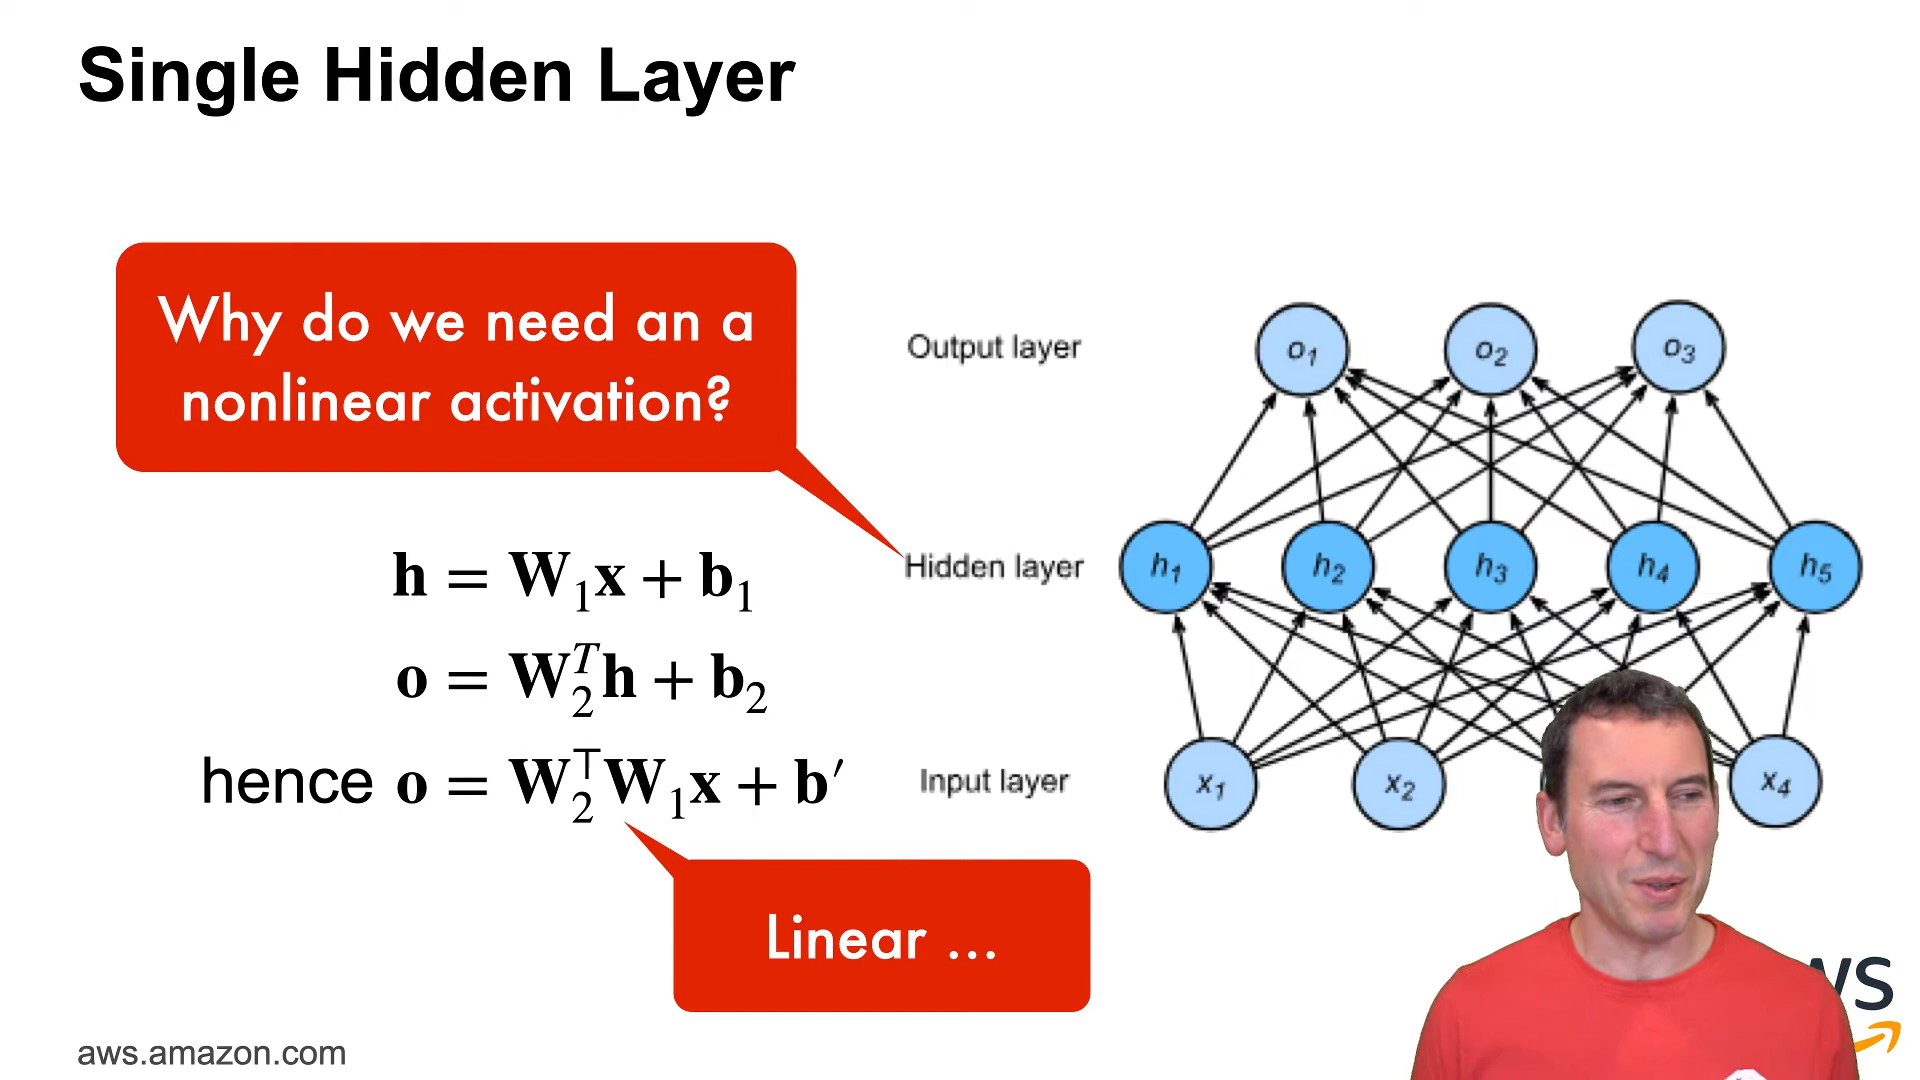 Single Hidden Layer
Why do we need an a
nonlinear activation?
h = W₁x + b₁
o = W₂ᵀh + b₂
hence o = W₂ᵀW₁x + b′
Linear ...
Output layer
o₁ o₂ o₃
Hidden layer
h₁ h₂ h₃ h₄ h₅
Input layer
x₁ x₂ x₄
aws.amazon.com